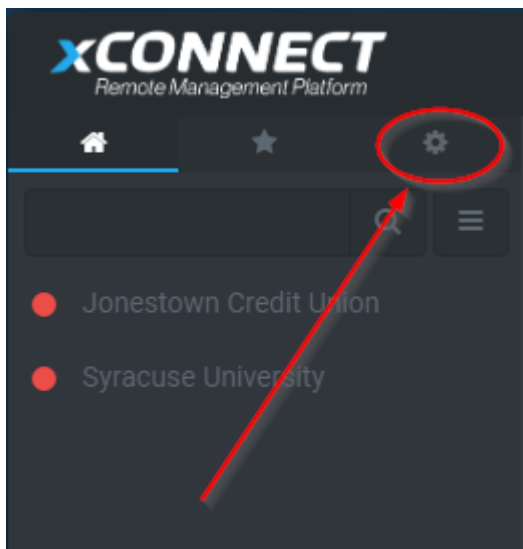 xCONNECT
Remote Management Platform
Jonestown Credit Union
Syracuse University